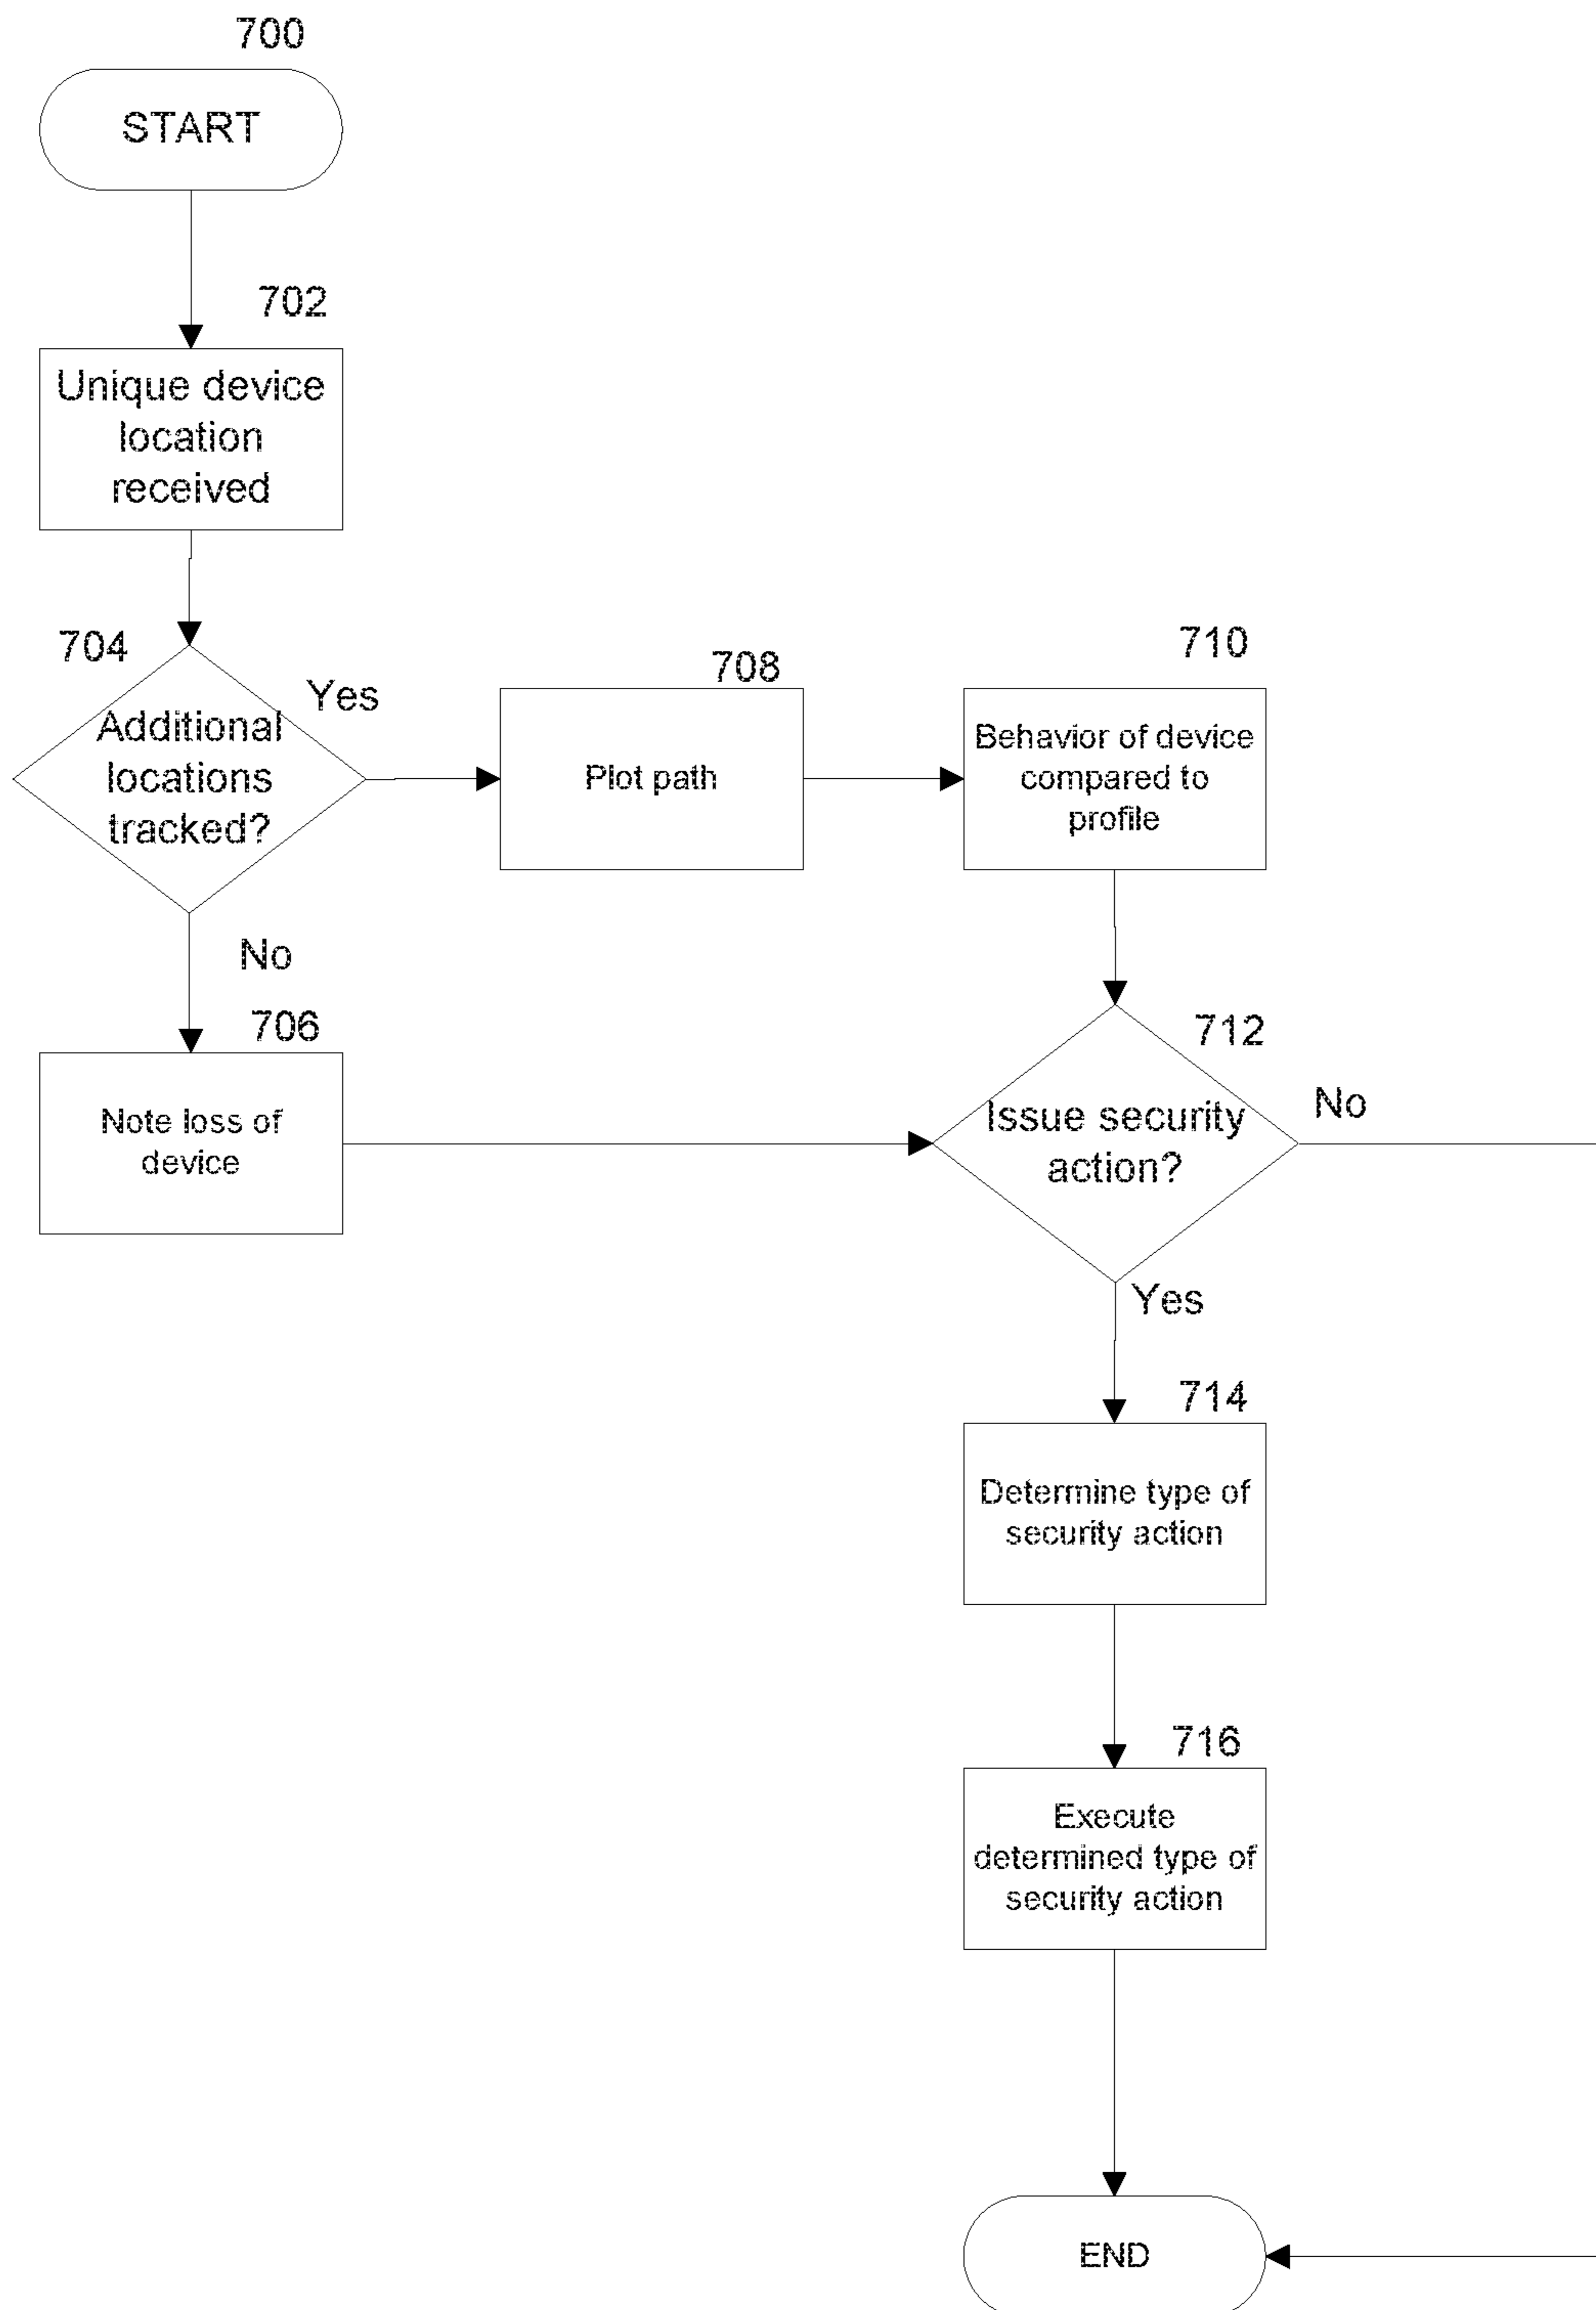 700
START
702
Unique device
location
received
704
Yes
Additional
locations
tracked?
No
708
Plot path
710
Behavior of device
compared to
profile
706
Note loss of
device
712
Issue security
action?
No
Yes
714
Determine type of
security action
716
Execute
determined type of
security action
END